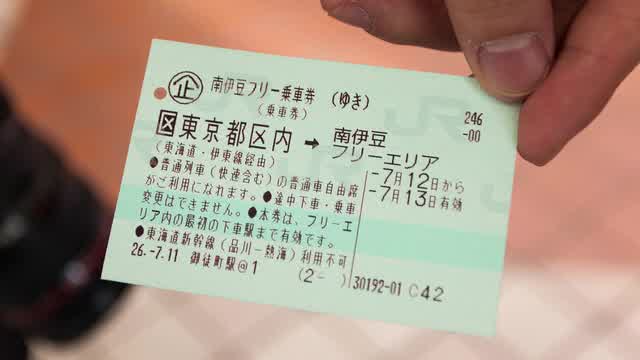 企 南伊豆フリー乗車券 (ゆき)
(乗車券)
246
-00
区 東京都区内 → 南伊豆
フリーエリア
(東海道・伊東線経由)
-7月12日から
-7月13日有効
●普通列車(快速含む)の普通車自由席
がご利用になれます。●途中下車・乗車
変更はできません。●本券は、フリーエ
リア内の最初の下車駅まで有効です。
●東海道新幹線(品川-熱海)利用不可
26.-7.11 御徒町駅@1 (2- ) 30192-01 C42